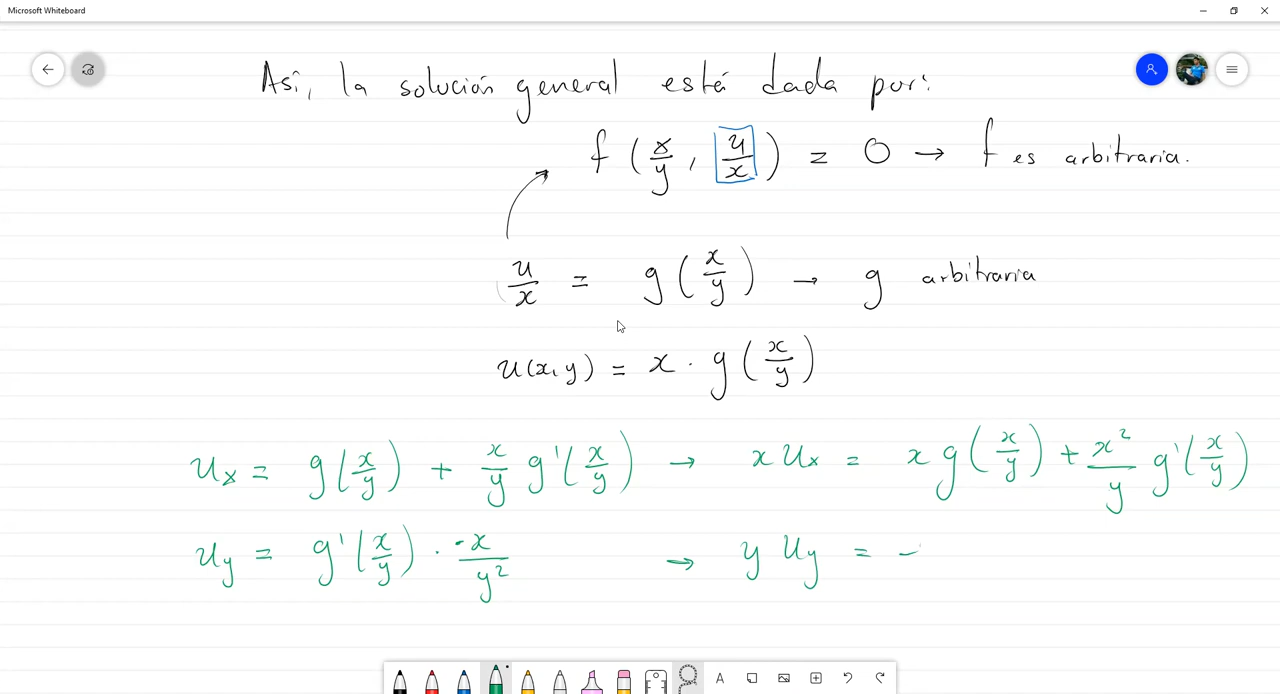 Microsoft Whiteboard
Así, la solución general está dada por:
f (x/y, u/x) = 0 → f es arbitraria.
u/x = g (x/y) → g arbitraria
u(x,y) = x · g (x/y)
u_x = g(x/y) + x/y g'(x/y) → x u_x = x g(x/y) + x²/y g'(x/y)
u_y = g'(x/y) · -x/y² → y u_y = -
A